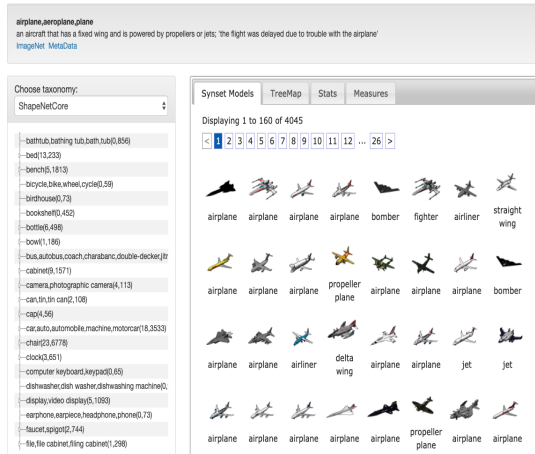 airplane,aeroplane,plane
an aircraft that has a fixed wing and is powered by propellers or jets; 'the flight was delayed due to trouble with the airplane'
ImageNet MetaData
Choose taxonomy:
ShapeNetCore
bathtub,bathing tub,bath,tub(0,856)
bed(13,233)
bench(5,1813)
bicycle,bike,wheel,cycle(0,59)
birdhouse(0,73)
bookshelf(0,452)
bottle(6,498)
bowl(1,186)
bus,autobus,coach,charabanc,double-decker,jitr
cabinet(9,1571)
camera,photographic camera(4,113)
can,tin,tin can(2,108)
cap(4,56)
car,auto,automobile,machine,motorcar(18,3533)
chair(23,6778)
clock(3,651)
computer keyboard,keypad(0,65)
dishwasher,dish washer,dishwashing machine(0,
display,video display(5,1093)
earphone,earpiece,headphone,phone(0,73)
faucet,spigot(2,744)
file,file cabinet,filing cabinet(1,298)
Synset Models TreeMap Stats Measures
Displaying 1 to 160 of 4045
< 1 2 3 4 5 6 7 8 9 10 11 12 ... 26 >
airplane airplane airplane airplane bomber fighter airliner straight wing
airplane airplane airplane propeller plane airplane airplane airplane bomber
airplane airplane airliner delta wing airplane airplane jet jet
airplane airplane airplane airplane airplane propeller plane airplane airplane